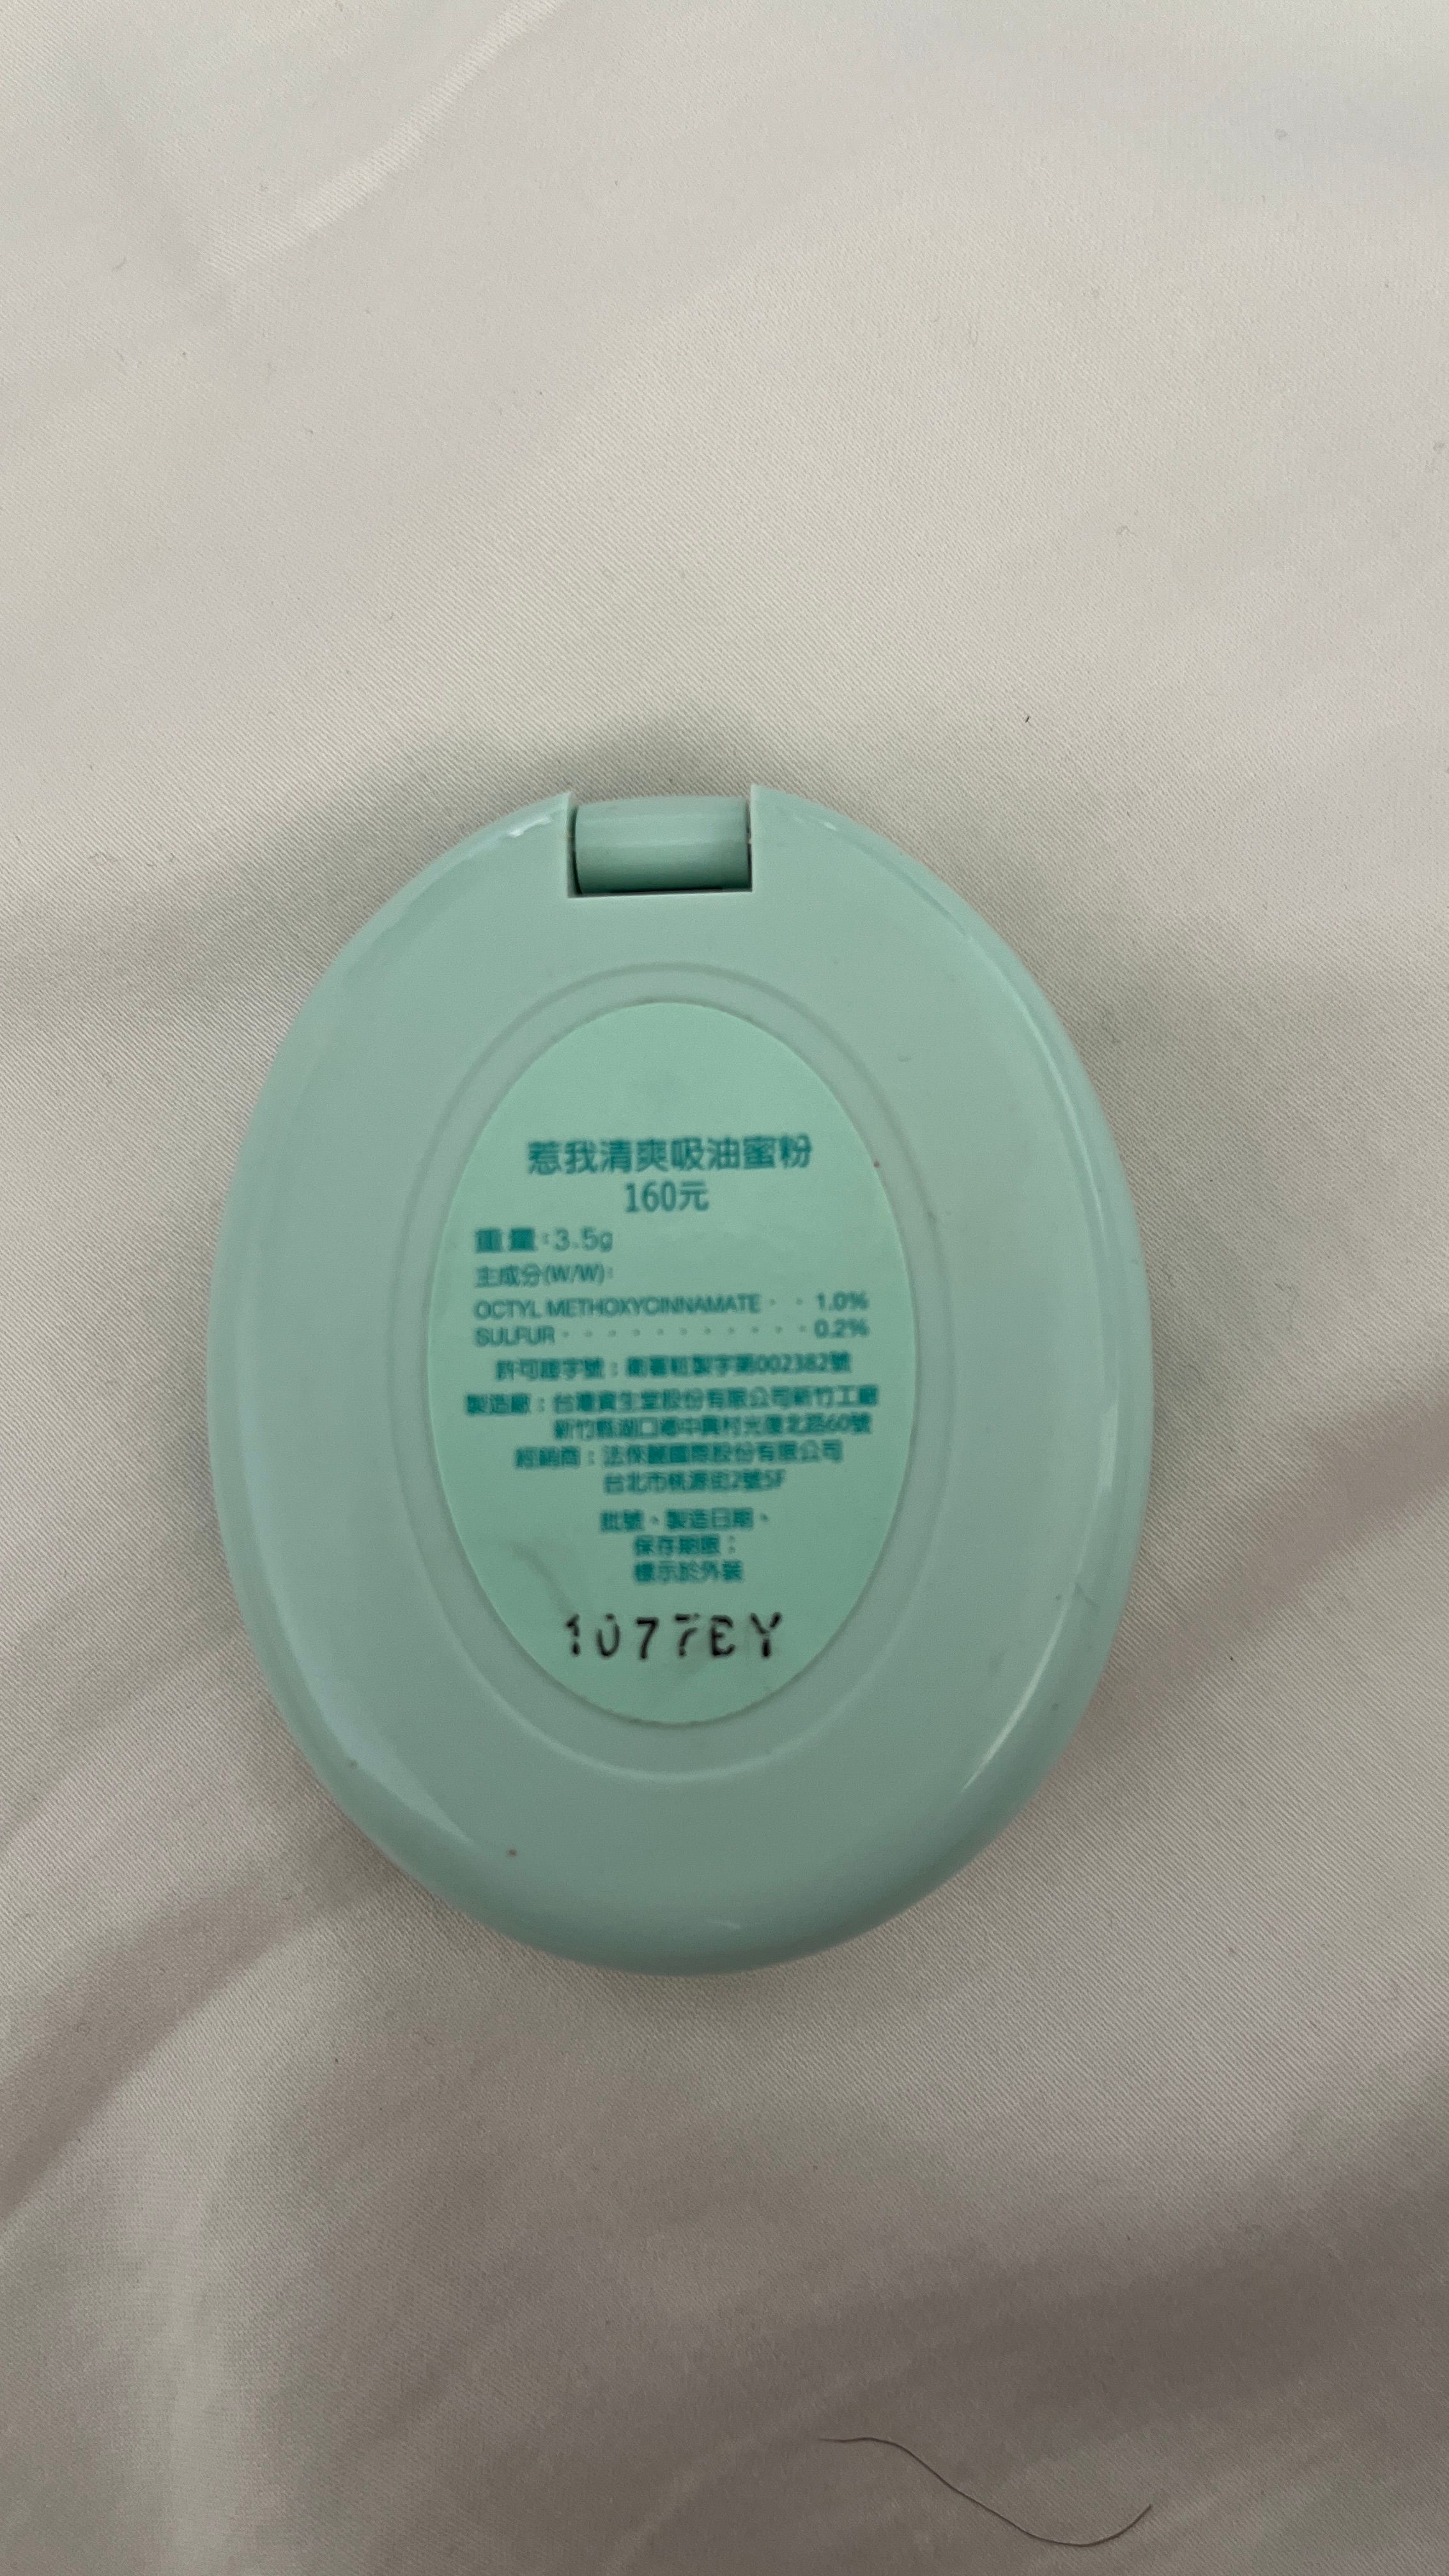 惹我清爽吸油蜜粉
160元
重量:3.5g
主成分(W/W):
OCTYL METHOXYCINNAMATE · · 1.0%
SULFUR · · · · · · · · · · · 0.2%
許可證字號:衛署粧製字第002382號
製造廠:台灣資生堂股份有限公司新竹工廠
新竹縣湖口鄉中興村光復北路60號
經銷商:法保麗國際股份有限公司
台北市桃源街2號5F
批號、製造日期、
保存期限:
標示於外裝
1077EY